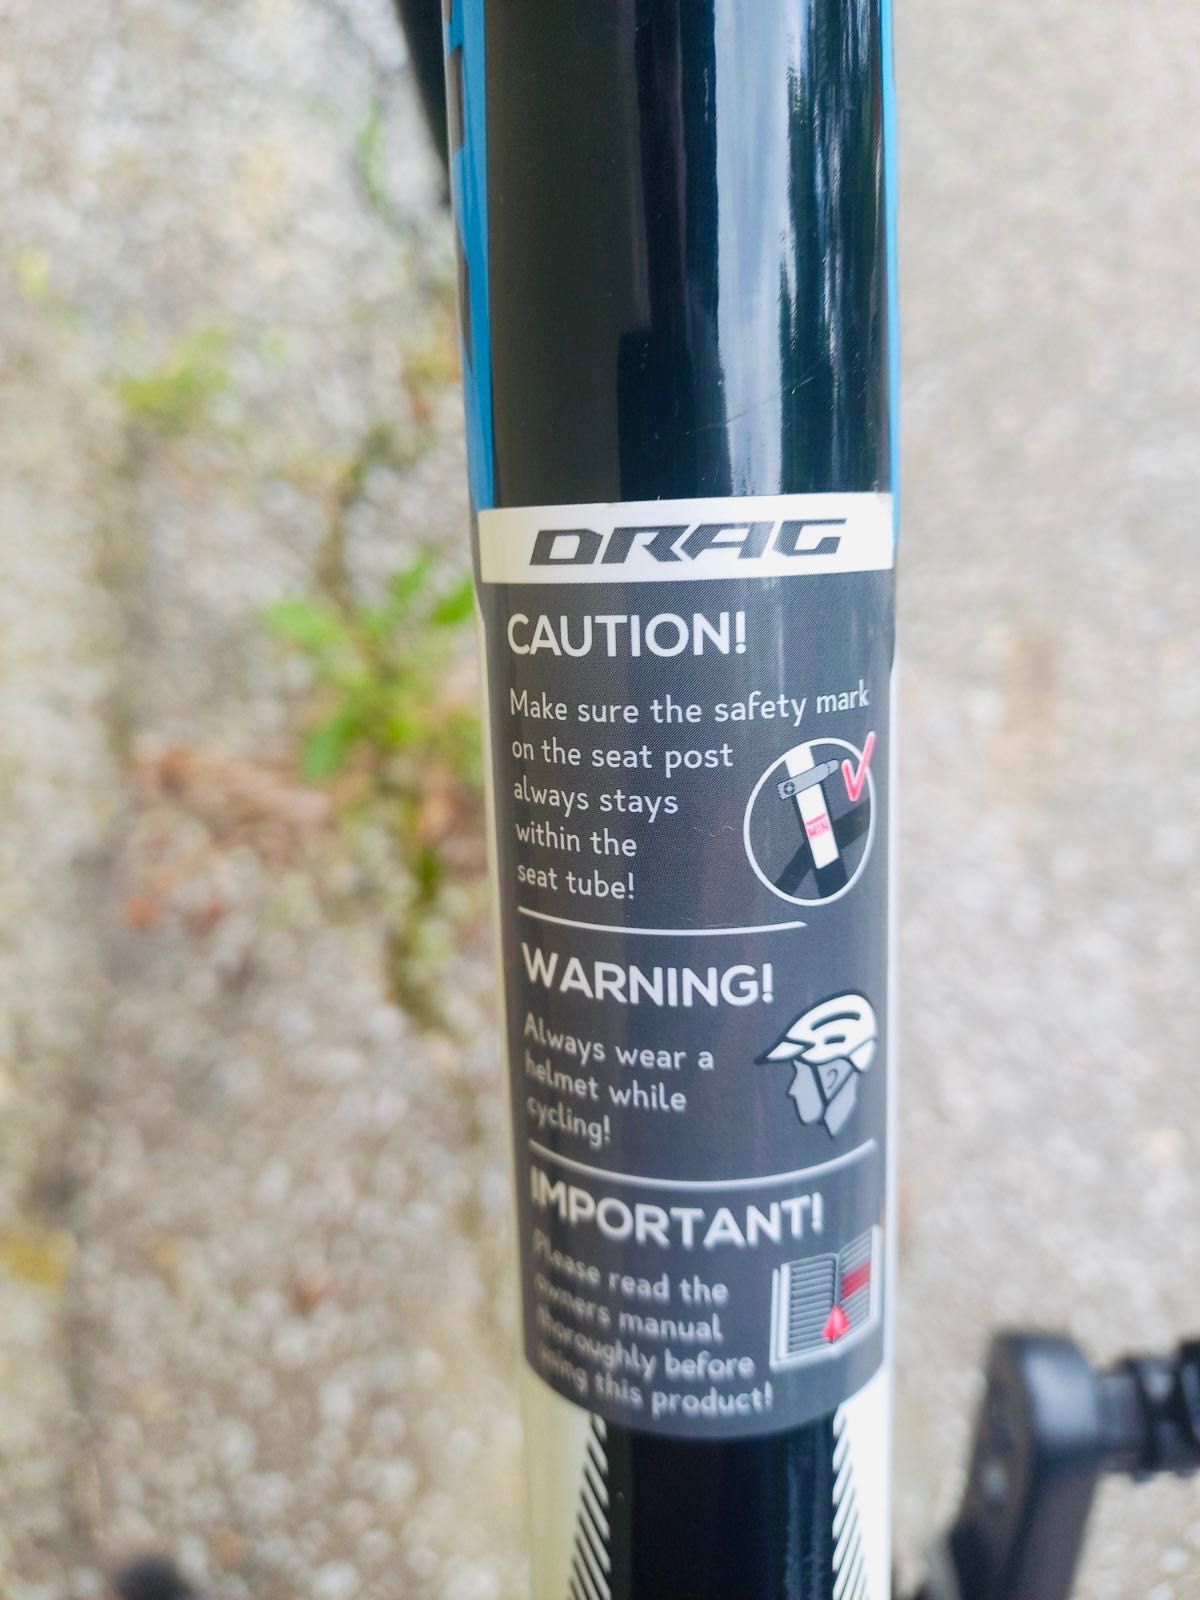 DRAG
CAUTION!
Make sure the safety mark
on the seat post
always stays
within the
seat tube!
MIN
WARNING!
Always wear a
helmet while
cycling!
IMPORTANT!
Please read the
owners manual
thoroughly before
using this product!